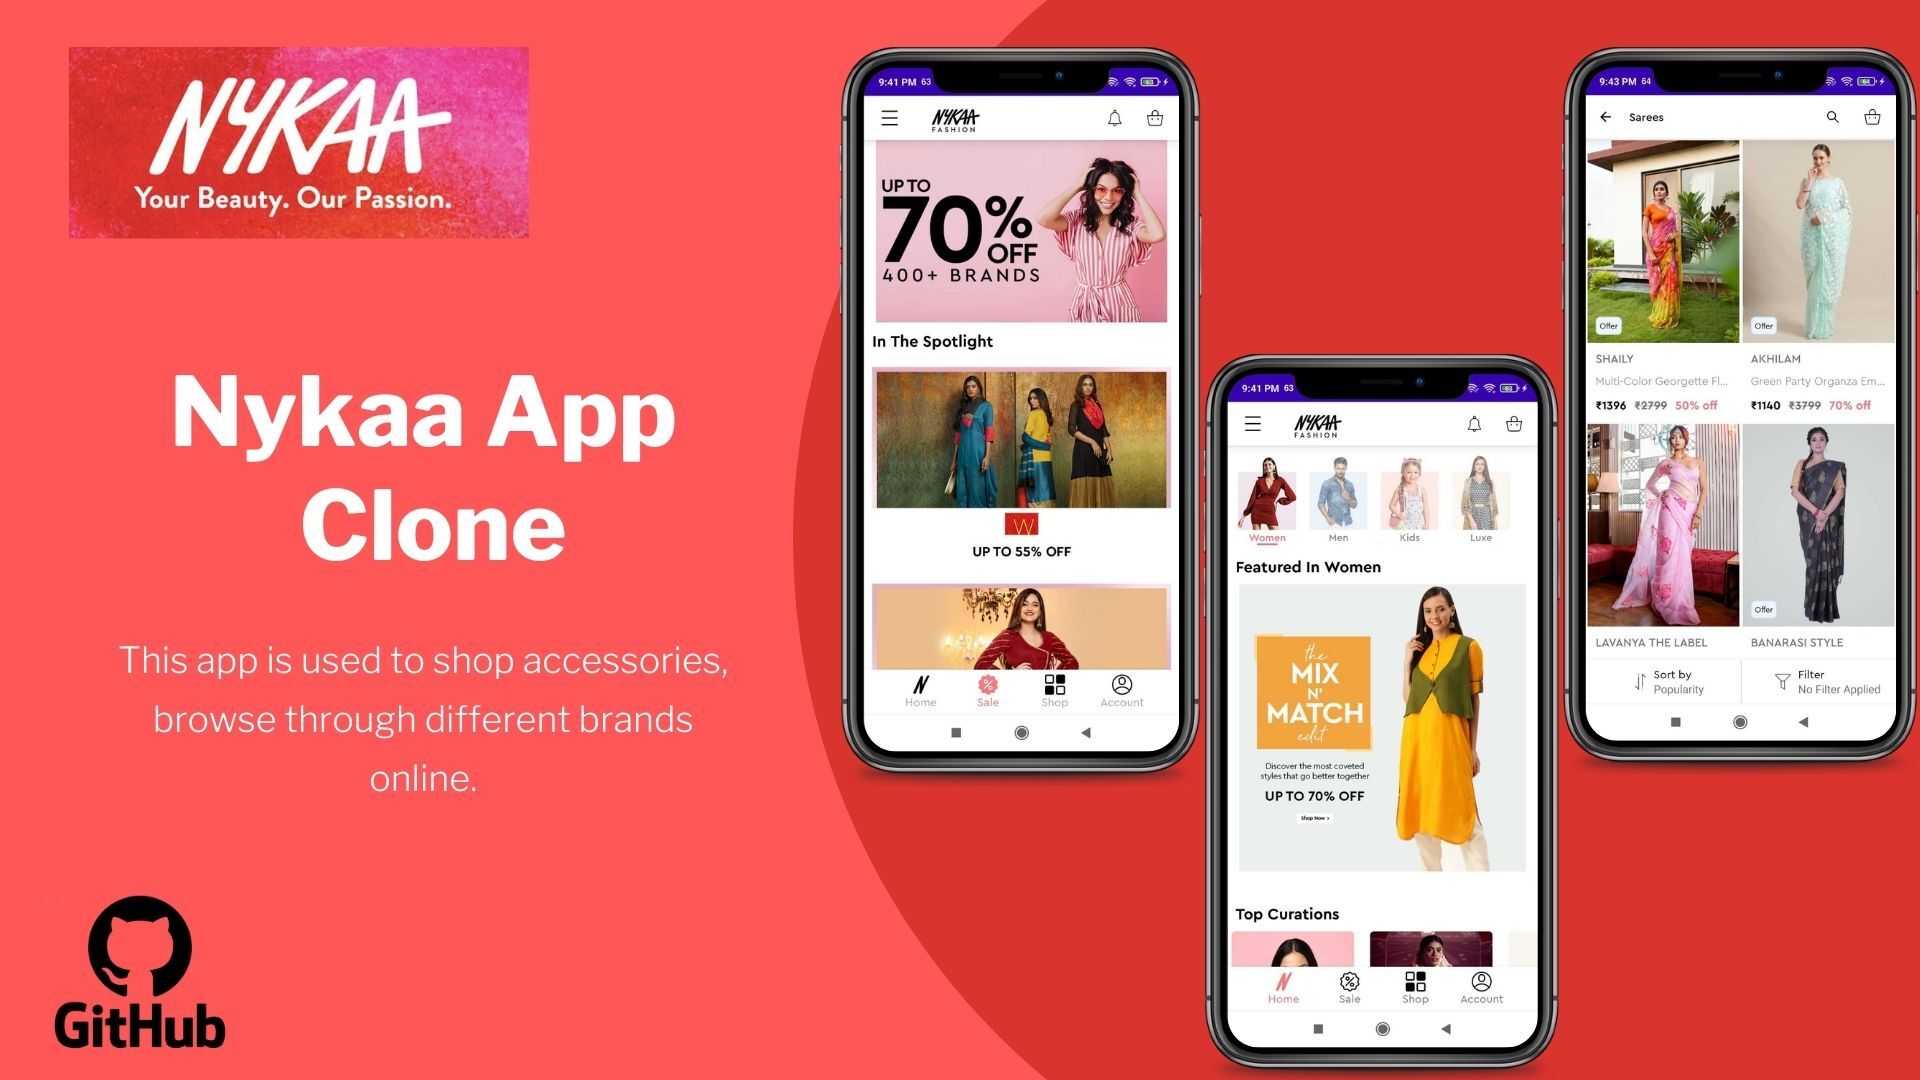 NYKAA
Your Beauty. Our Passion.
Nykaa App
Clone
This app is used to shop accessories,
browse through different brands
online.
GitHub
9:41 PM 63
63
NYKAA
FASHION
UP TO
70%
OFF
400+ BRANDS
In The Spotlight
W
UP TO 55% OFF
Home
Sale
Shop
Account
9:41 PM 63
63
NYKAA
FASHION
Women
Men
Kids
Luxe
Featured In Women
the
MIX
N'
MATCH
edit
Discover the most coveted
styles that go better together
UP TO 70% OFF
Shop Now >
Top Curations
Home
Sale
Shop
Account
9:43 PM 64
64
Sarees
Offer
Offer
SHAILY
AKHILAM
Multi-Color Georgette Fl...
Green Party Organza Em...
₹1396 ₹2799 50% off
₹1140 ₹3799 70% off
Offer
LAVANYA THE LABEL
BANARASI STYLE
Sort by
Popularity
Filter
No Filter Applied